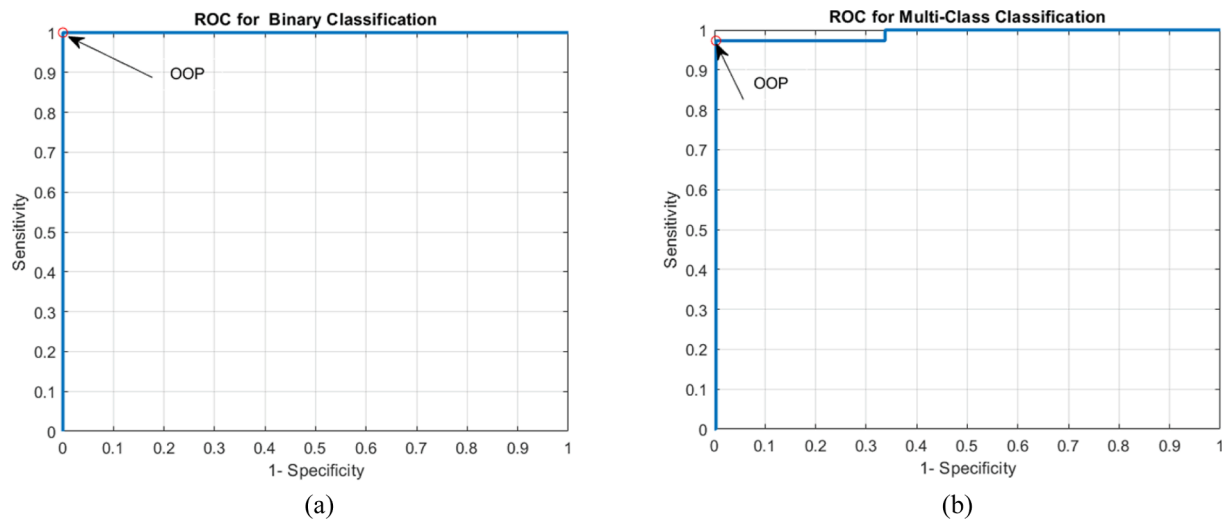 ROC for  Binary Classification
1
0.9
0.8
0.7
0.6
0.5
0.4
0.3
0.2
0.1
0
Sensitivity
OOP
0 0.1 0.2 0.3 0.4 0.5 0.6 0.7 0.8 0.9 1
1- Specificity
(a)
ROC for Multi-Class Classification
1
0.9
0.8
0.7
0.6
0.5
0.4
0.3
0.2
0.1
0
Sensitivity
OOP
0 0.1 0.2 0.3 0.4 0.5 0.6 0.7 0.8 0.9 1
1- Specificity
(b)